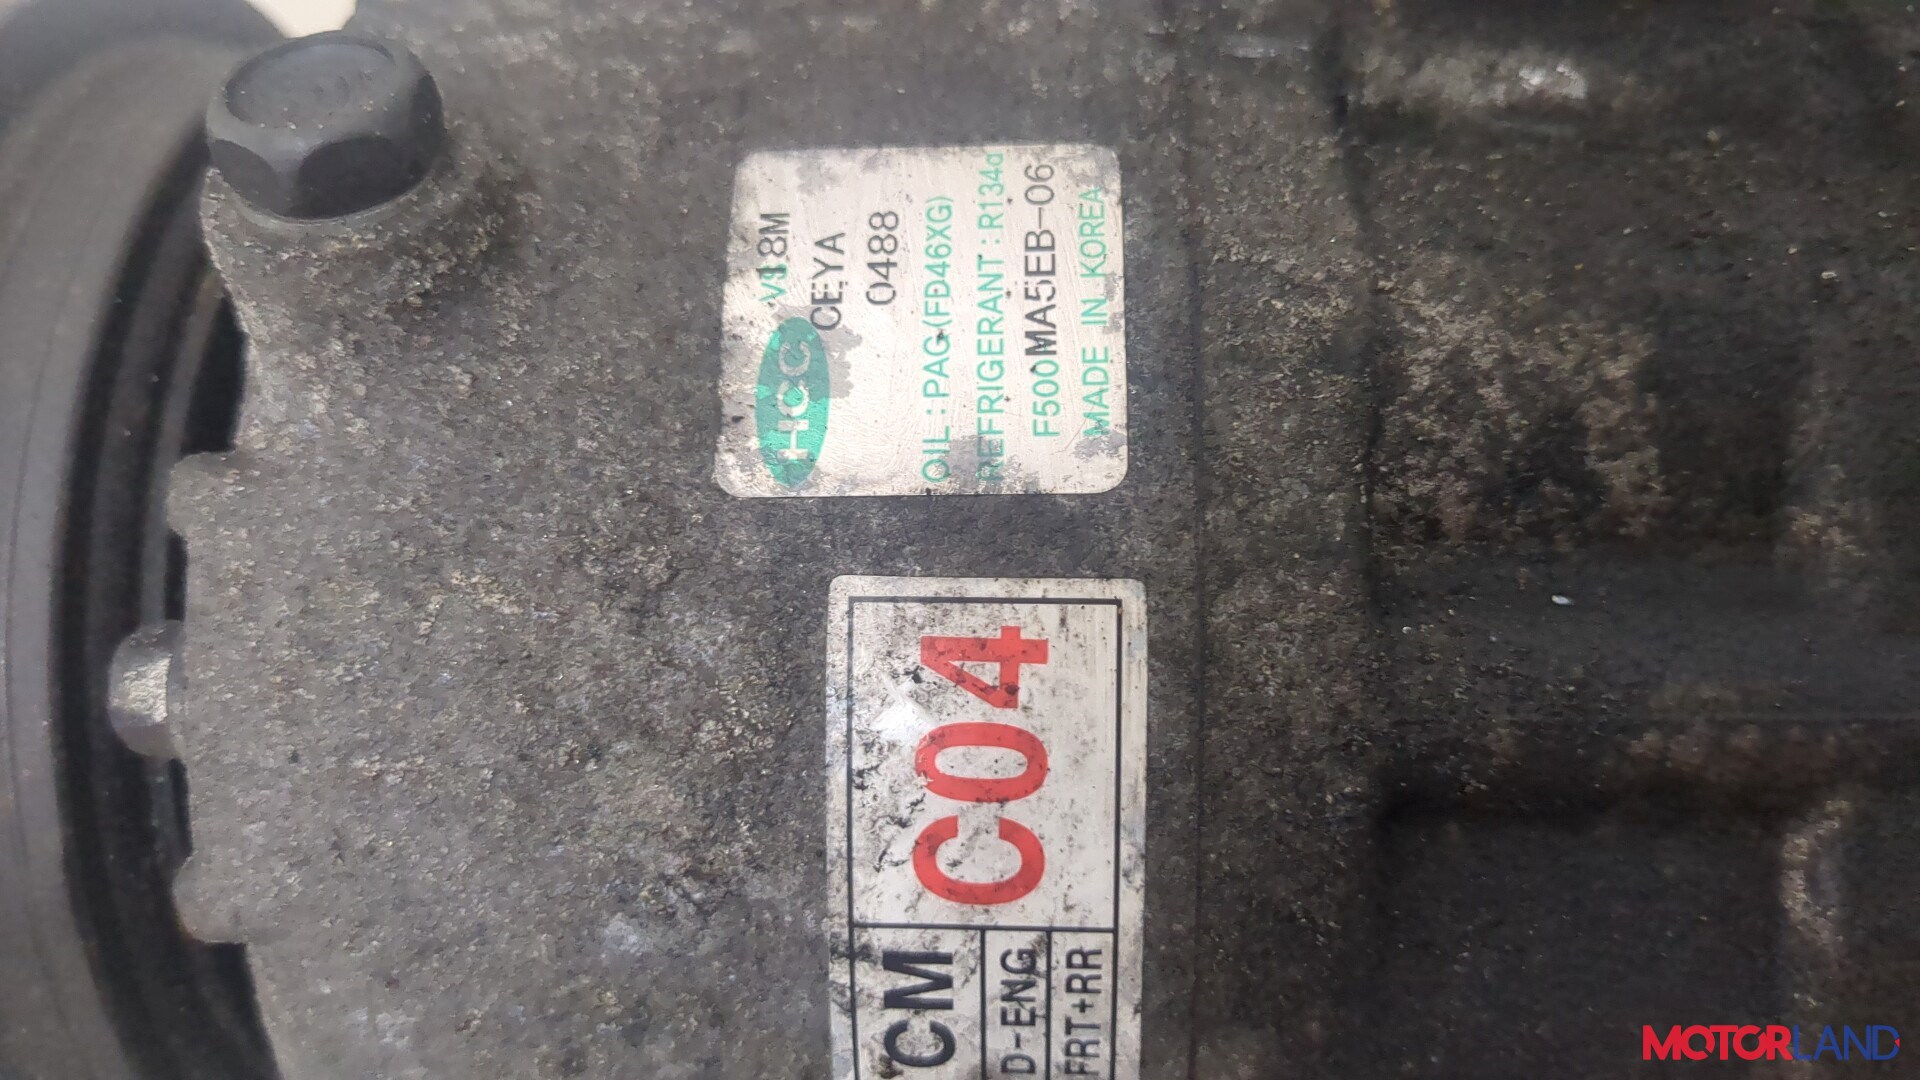 HCC V18M
CEYA
0488
OIL : PAG (FD46XG)
REFRIGERANT : R134a
F500MA5EB-06
MADE IN KOREA
CM C04
D-ENG
FRT+RR
MOTORLAND